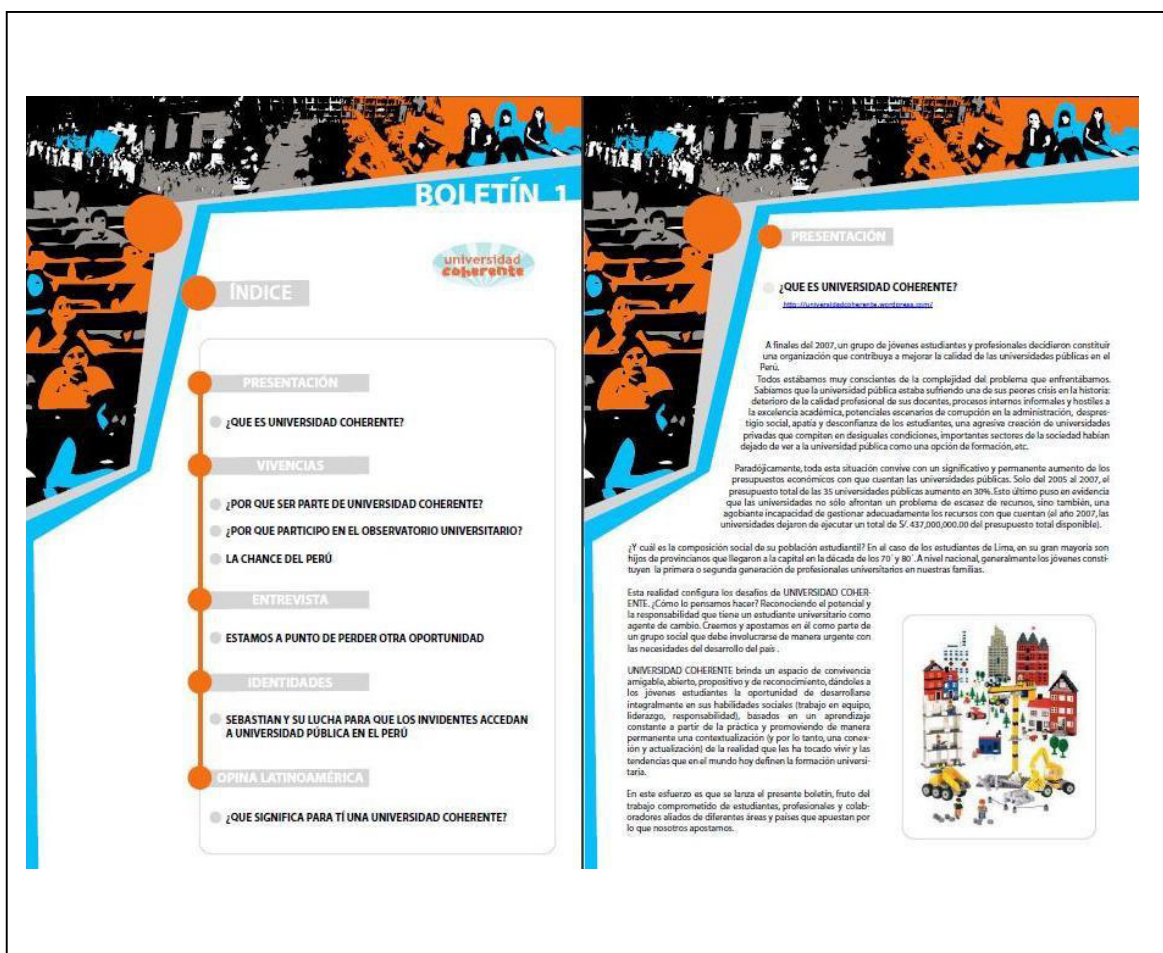 BOLETÍN 1
universidad
coherente
ÍNDICE
PRESENTACIÓN
¿QUE ES UNIVERSIDAD COHERENTE?
VIVENCIAS
¿POR QUE SER PARTE DE UNIVERSIDAD COHERENTE?
¿POR QUE PARTICIPO EN EL OBSERVATORIO UNIVERSITARIO?
LA CHANCE DEL PERÚ
ENTREVISTA
ESTAMOS A PUNTO DE PERDER OTRA OPORTUNIDAD
IDENTIDADES
SEBASTIAN Y SU LUCHA PARA QUE LOS INVIDENTES ACCEDAN
A UNIVERSIDAD PÚBLICA EN EL PERÚ
OPINA LATINOAMÉRICA
¿QUE SIGNIFICA PARA TÍ UNA UNIVERSIDAD COHERENTE?
PRESENTACIÓN
¿QUE ES UNIVERSIDAD COHERENTE?
http://universidadcoherente.wordpress.com/
A finales del 2007, un grupo de jóvenes estudiantes y profesionales decidieron constituir
una organización que contribuya a mejorar la calidad de las universidades públicas en el
Perú.
Todos estábamos muy conscientes de la complejidad del problema que enfrentábamos.
Sabíamos que la universidad pública estaba sufriendo una de sus peores crisis en la historia:
deterioro de la calidad profesional de sus docentes, procesos internos informales y hostiles a
la excelencia académica, potenciales escenarios de corrupción en la administración, despres-
tigio social, apatía y desconfianza de los estudiantes, una agresiva creación de universidades
privadas que compiten en desiguales condiciones, importantes sectores de la sociedad habían
dejado de ver a la universidad pública como una opción de formación, etc.
Paradójicamente, toda esta situación convive con un significativo y permanente aumento de los
presupuestos económicos con que cuentan las universidades públicas. Solo del 2005 al 2007, el
presupuesto total de las 35 universidades públicas aumento en 30%. Esto último puso en evidencia
que las universidades no sólo afrontan un problema de escasez de recursos, sino también, una
agobiante incapacidad de gestionar adecuadamente los recursos con que cuentan (el año 2007, las
universidades dejaron de ejecutar un total de S/. 437,000,000.00 del presupuesto total disponible).
¿Y cuál es la composición social de su población estudiantil? En el caso de los estudiantes de Lima, en su gran mayoría son
hijos de provincianos que llegaron a la capital en la década de los 70´ y 80´. A nivel nacional, generalmente los jóvenes consti-
tuyen la primera o segunda generación de profesionales universitarios en nuestras familias.
Esta realidad configura los desafíos de UNIVERSIDAD COHER-
ENTE. ¿Cómo lo pensamos hacer? Reconociendo el potencial y
la responsabilidad que tiene un estudiante universitario como
agente de cambio. Creemos y apostamos en él como parte de
un grupo social que debe involucrarse de manera urgente con
las necesidades del desarrollo del país .
UNIVERSIDAD COHERENTE brinda un espacio de convivencia
amigable, abierto, propositivo y de reconocimiento, dándoles a
los jóvenes estudiantes la oportunidad de desarrollarse
integralmente en sus habilidades sociales (trabajo en equipo,
liderazgo, responsabilidad), basados en un aprendizaje
constante a partir de la práctica y promoviendo de manera
permanente una contextualización (y por lo tanto, una conex-
ión y actualización) de la realidad que les ha tocado vivir y las
tendencias que en el mundo hoy definen la formación universi-
taria.
En este esfuerzo es que se lanza el presente boletín, fruto del
trabajo comprometido de estudiantes, profesionales y colab-
oradores aliados de diferentes áreas y países que apuestan por
lo que nosotros apostamos.